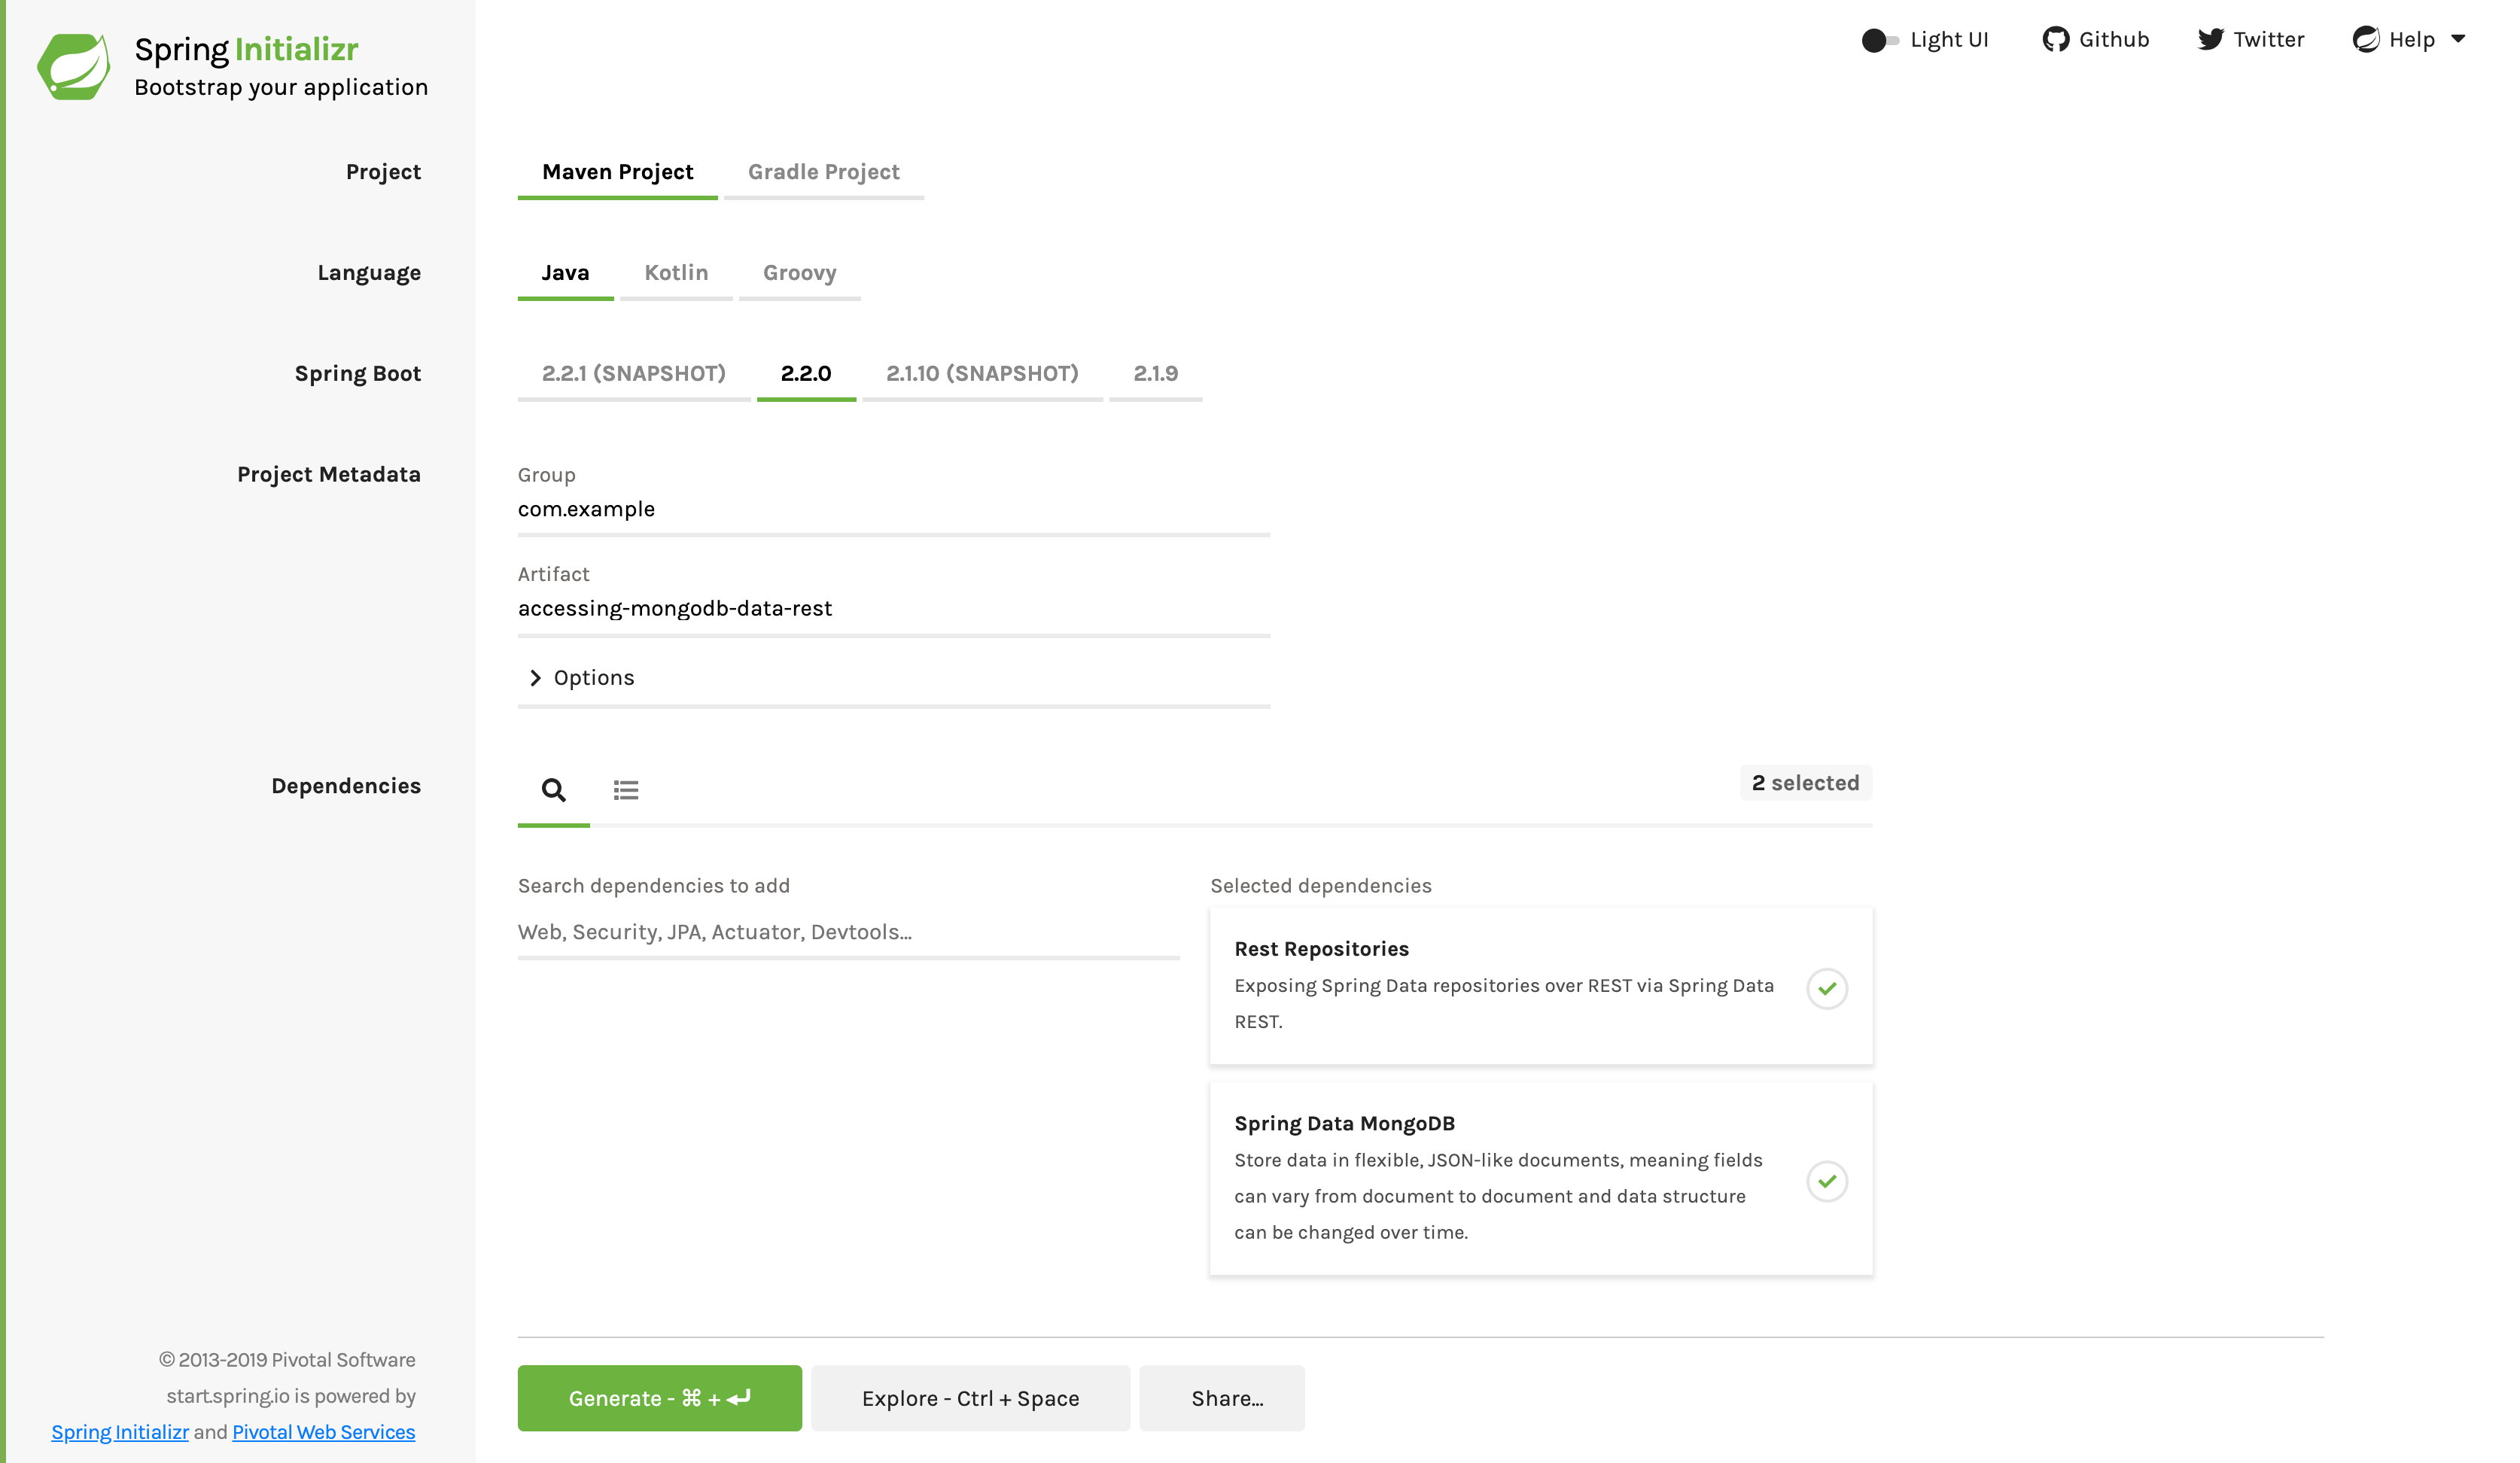 Spring Initializr
Bootstrap your application
Light UI
Github
Twitter
Help
Project
Maven Project
Gradle Project
Language
Java
Kotlin
Groovy
Spring Boot
2.2.1 (SNAPSHOT)
2.2.0
2.1.10 (SNAPSHOT)
2.1.9
Project Metadata
Group
com.example
Artifact
accessing-mongodb-data-rest
Options
Dependencies
2 selected
Search dependencies to add
Web, Security, JPA, Actuator, Devtools...
Selected dependencies
Rest Repositories
Exposing Spring Data repositories over REST via Spring Data
REST.
Spring Data MongoDB
Store data in flexible, JSON-like documents, meaning fields
can vary from document to document and data structure
can be changed over time.
© 2013-2019 Pivotal Software
start.spring.io is powered by
Spring Initializr and Pivotal Web Services
Generate - ⌘ + ⏎
Explore - Ctrl + Space
Share...